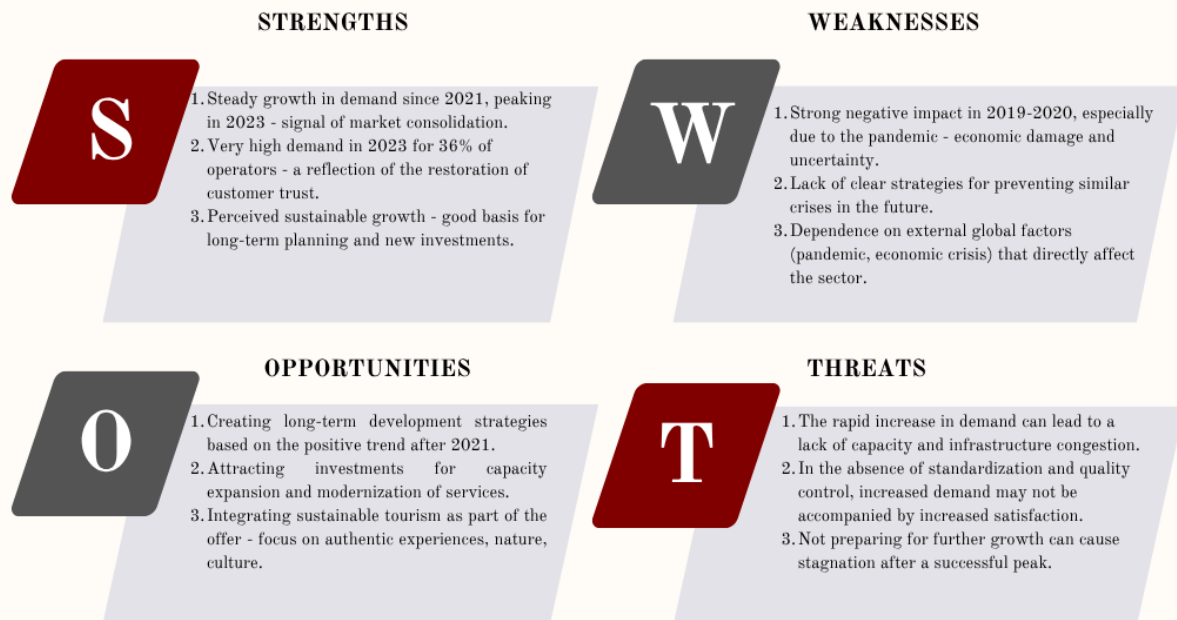 STRENGTHS
S
1. Steady growth in demand since 2021, peaking
in 2023 - signal of market consolidation.
2. Very high demand in 2023 for 36% of
operators - a reflection of the restoration of
customer trust.
3. Perceived sustainable growth - good basis for
long-term planning and new investments.
WEAKNESSES
W
1. Strong negative impact in 2019-2020, especially
due to the pandemic - economic damage and
uncertainty.
2. Lack of clear strategies for preventing similar
crises in the future.
3. Dependence on external global factors
(pandemic, economic crisis) that directly affect
the sector.
OPPORTUNITIES
O
1. Creating long-term development strategies
based on the positive trend after 2021.
2. Attracting investments for capacity
expansion and modernization of services.
3. Integrating sustainable tourism as part of the
offer - focus on authentic experiences, nature,
culture.
THREATS
T
1. The rapid increase in demand can lead to a
lack of capacity and infrastructure congestion.
2. In the absence of standardization and quality
control, increased demand may not be
accompanied by increased satisfaction.
3. Not preparing for further growth can cause
stagnation after a successful peak.